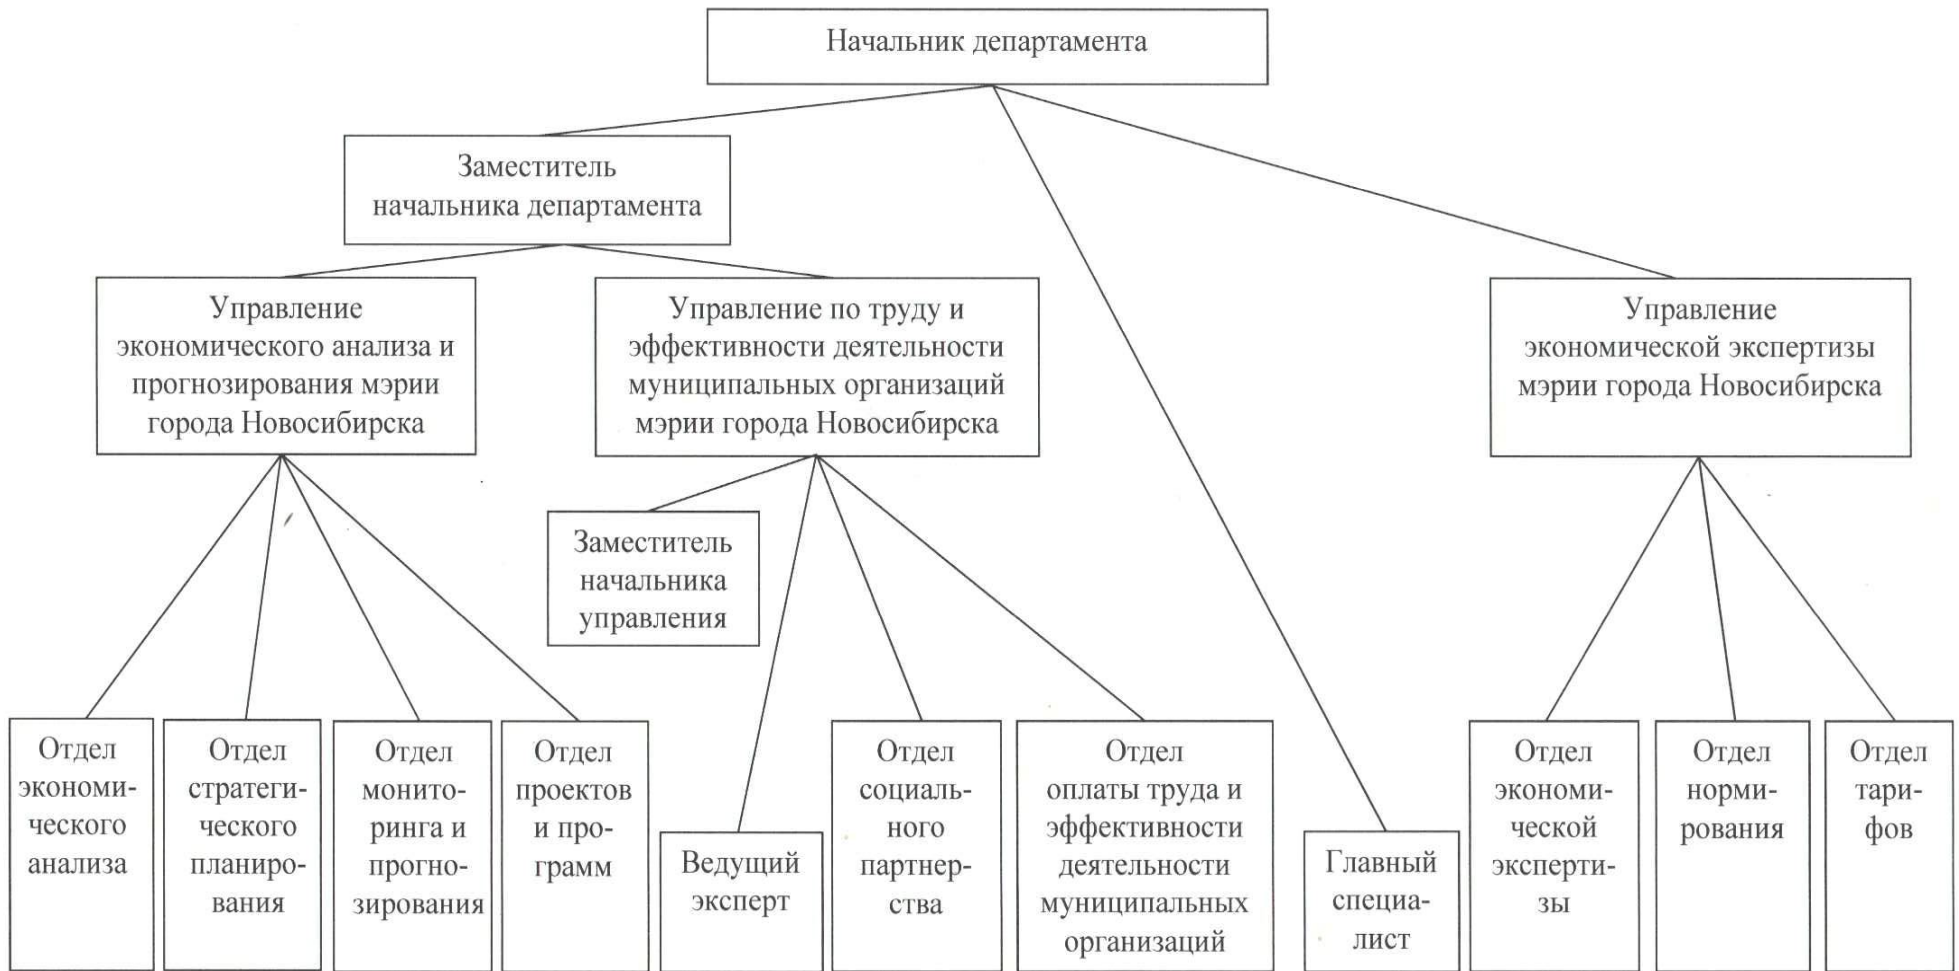 Начальник департамента
Заместитель
начальника департамента
Управление
экономического анализа и
прогнозирования мэрии
города Новосибирска
Управление по труду и
эффективности деятельности
муниципальных организаций
мэрии города Новосибирска
Управление
экономической экспертизы
мэрии города Новосибирска
Заместитель
начальника
управления
Отдел
экономи-
ческого
анализа
Отдел
стратеги-
ческого
планиро-
вания
Отдел
монито-
ринга и
прогно-
зирования
Отдел
проектов
и про-
грамм
Ведущий
эксперт
Отдел
социаль-
ного
партнер-
ства
Отдел
оплаты труда и
эффективности
деятельности
муниципальных
организаций
Главный
специа-
лист
Отдел
экономи-
ческой
эксперти-
зы
Отдел
норми-
рования
Отдел
тари-
фов